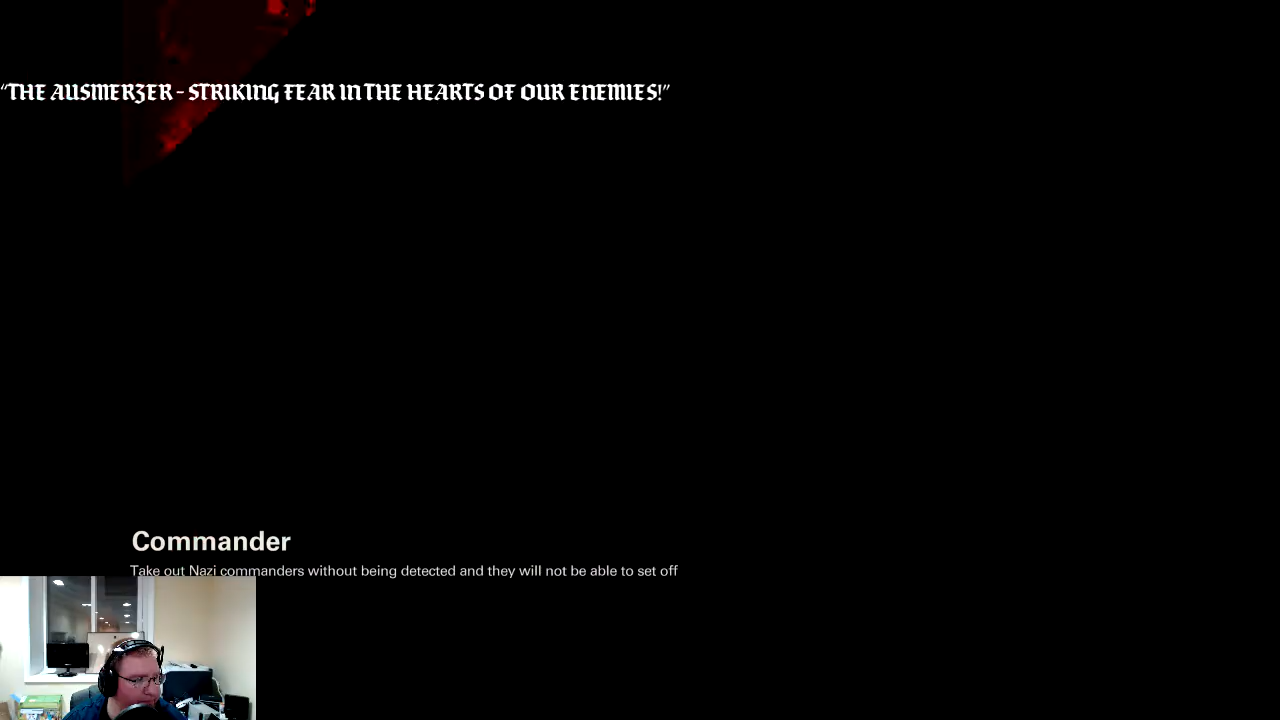 “THE AUSMERZER - STRIKING FEAR IN THE HEARTS OF OUR ENEMIES!”
Commander
Take out Nazi commanders without being detected and they will not be able to set off